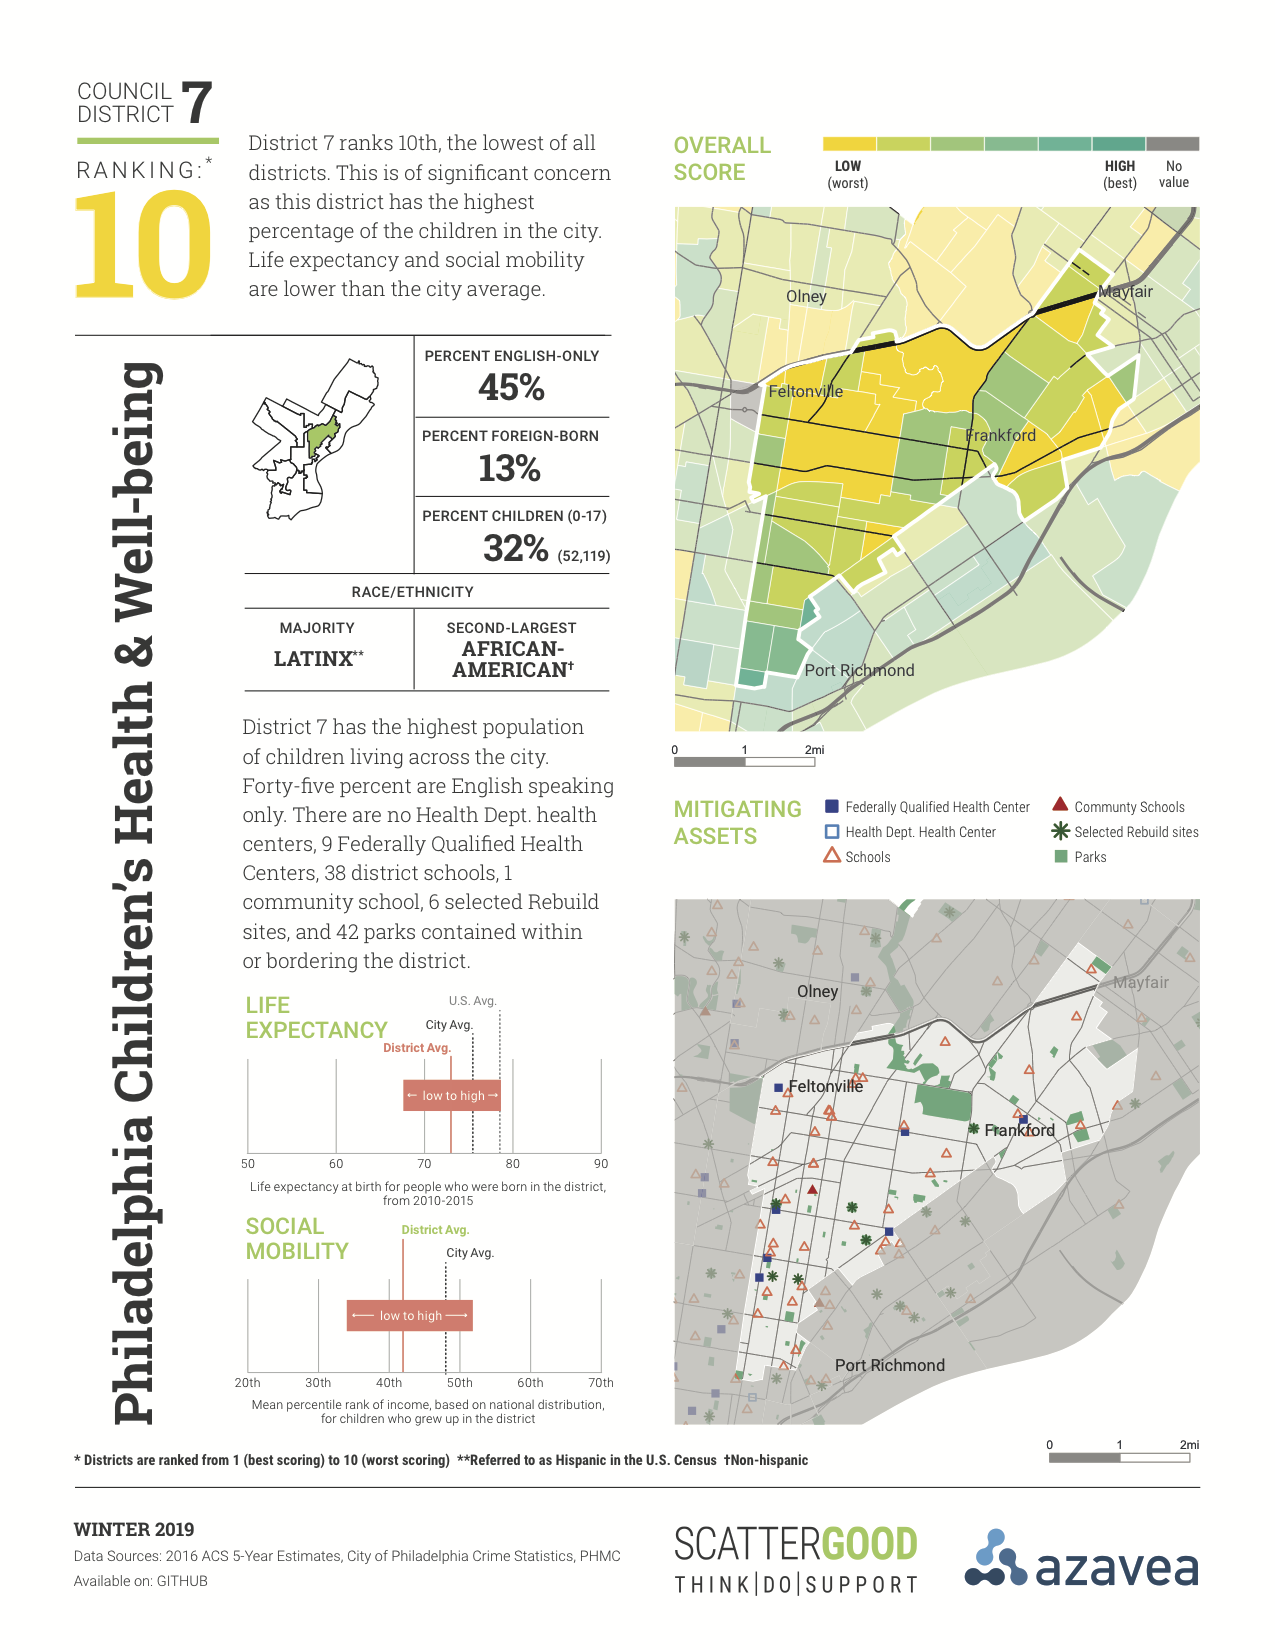 COUNCIL
DISTRICT 7
RANKING:*
10
District 7 ranks 10th, the lowest of all
districts. This is of significant concern
as this district has the highest
percentage of the children in the city.
Life expectancy and social mobility
are lower than the city average.
Philadelphia Children's Health & Well-being
PERCENT ENGLISH-ONLY
45%
PERCENT FOREIGN-BORN
13%
PERCENT CHILDREN (0-17)
32% (52,119)
RACE/ETHNICITY
MAJORITY
LATINX**
SECOND-LARGEST
AFRICAN-
AMERICAN†
District 7 has the highest population
of children living across the city.
Forty-five percent are English speaking
only. There are no Health Dept. health
centers, 9 Federally Qualified Health
Centers, 38 district schools, 1
community school, 6 selected Rebuild
sites, and 42 parks contained within
or bordering the district.
LIFE
EXPECTANCY
U.S. Avg.
City Avg.
District Avg.
← low to high →
50 60 70 80 90
Life expectancy at birth for people who were born in the district,
from 2010-2015
SOCIAL
MOBILITY
District Avg.
City Avg.
← low to high →
20th 30th 40th 50th 60th 70th
Mean percentile rank of income, based on national distribution,
for children who grew up in the district
OVERALL
SCORE
LOW
(worst)
HIGH
(best)
No
value
Olney
Mayfair
Feltonville
Frankford
Port Richmond
0 1 2mi
MITIGATING
ASSETS
Federally Qualified Health Center
Health Dept. Health Center
Schools
Communty Schools
Selected Rebuild sites
Parks
Olney
Mayfair
Feltonville
Frankford
Port Richmond
0 1 2mi
* Districts are ranked from 1 (best scoring) to 10 (worst scoring) **Referred to as Hispanic in the U.S. Census †Non-hispanic
WINTER 2019
Data Sources: 2016 ACS 5-Year Estimates, City of Philadelphia Crime Statistics, PHMC
Available on: GITHUB
SCATTERGOOD
THINK|DO|SUPPORT
azavea